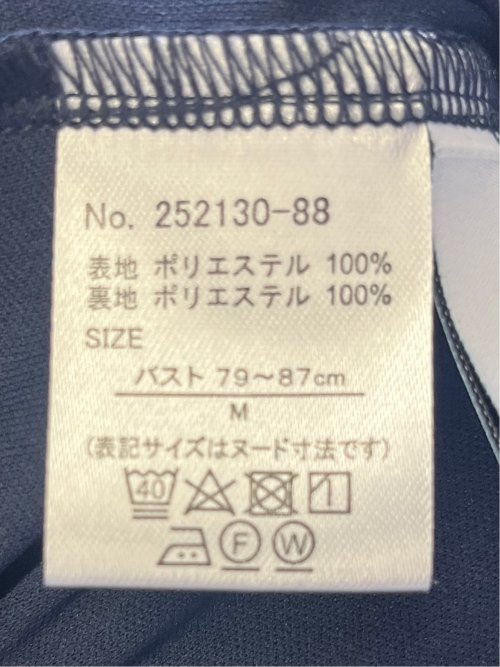 No. 252130-88
表地 ポリエステル 100%
裏地 ポリエステル 100%
SIZE
バスト 79～87cm
M
(表記サイズはヌード寸法です)
40
F W